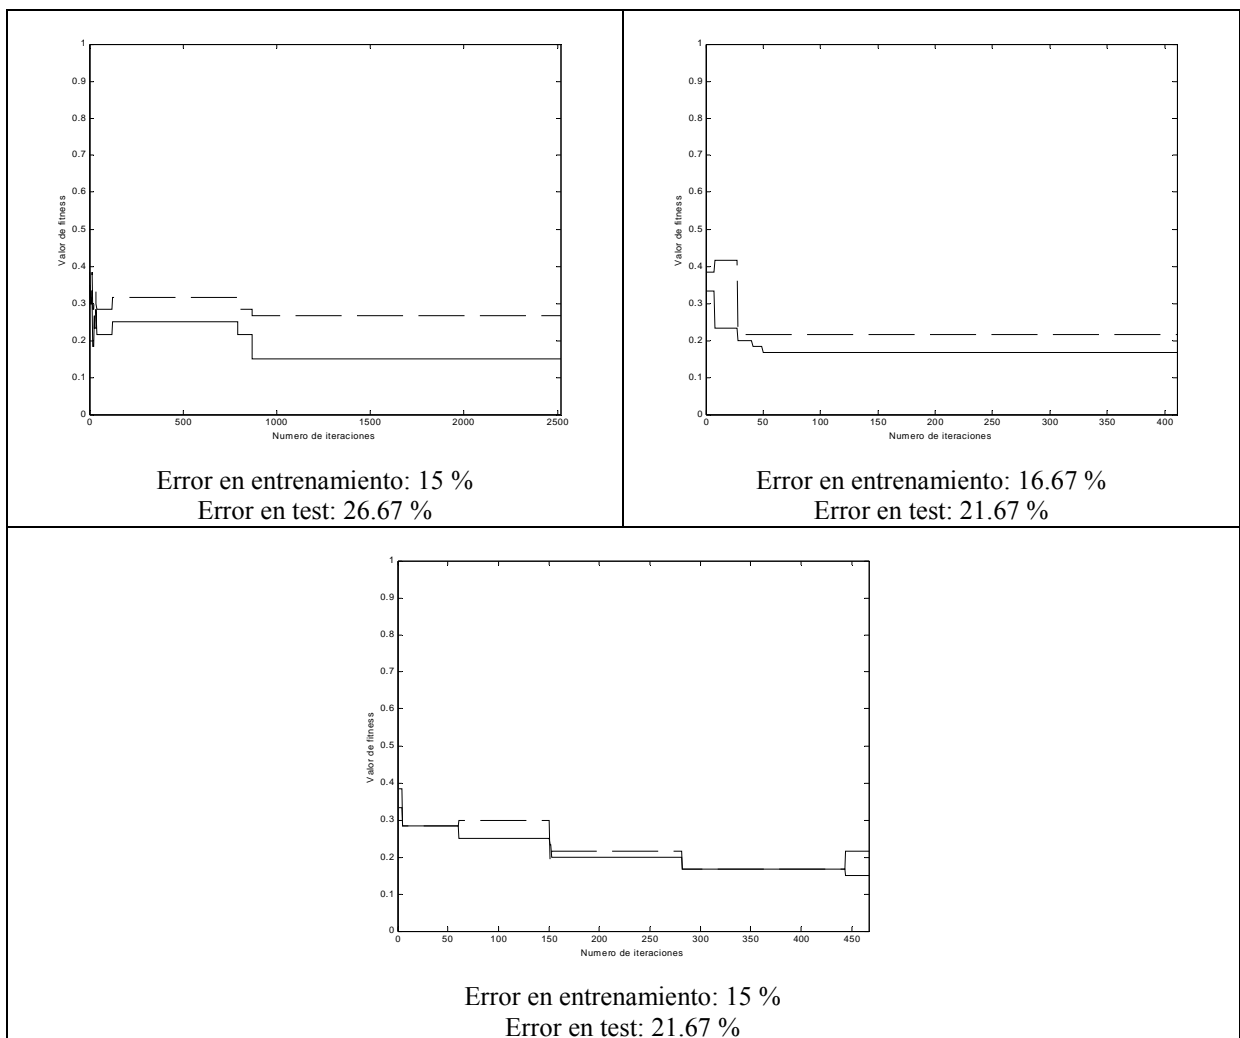 1
0.9
0.8
0.7
0.6
0.5
0.4
0.3
0.2
0.1
0
Valor de fitness
0 500 1000 1500 2000 2500
Numero de iteraciones
Error en entrenamiento: 15 %
Error en test: 26.67 %
1
0.9
0.8
0.7
0.6
0.5
0.4
0.3
0.2
0.1
0
Valor de fitness
0 50 100 150 200 250 300 350 400
Numero de iteraciones
Error en entrenamiento: 16.67 %
Error en test: 21.67 %
1
0.9
0.8
0.7
0.6
0.5
0.4
0.3
0.2
0.1
0
Valor de fitness
0 50 100 150 200 250 300 350 400 450
Numero de iteraciones
Error en entrenamiento: 15 %
Error en test: 21.67 %